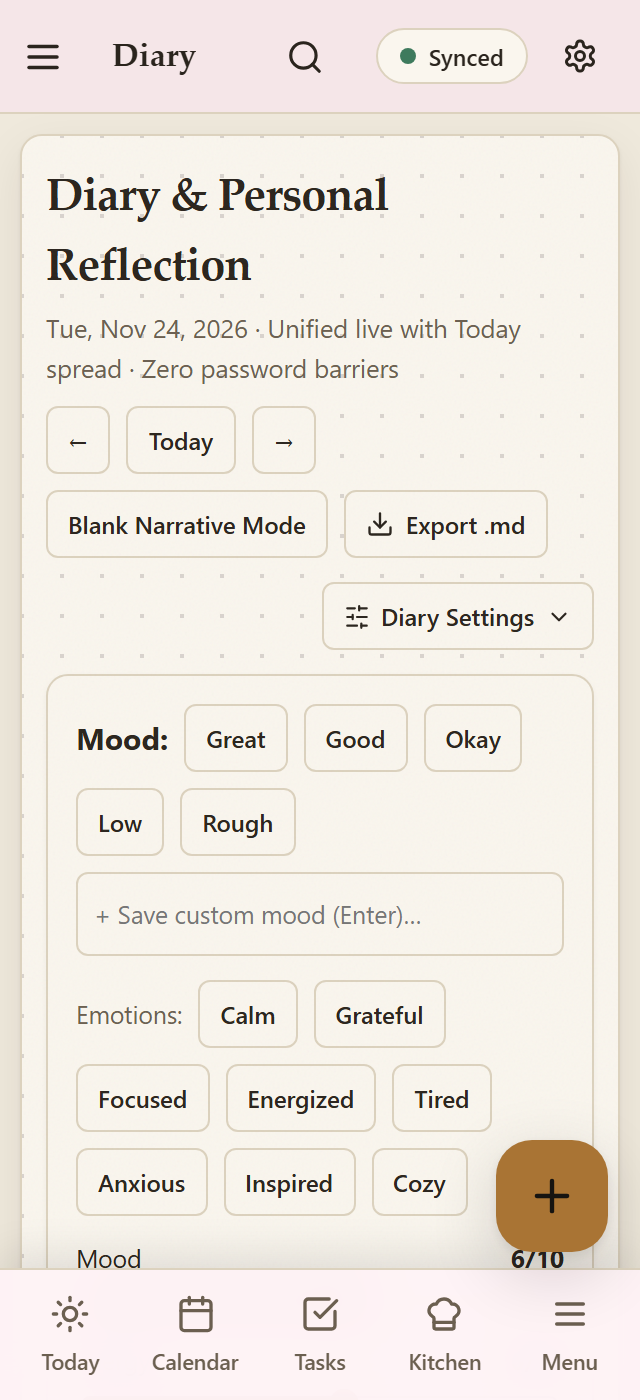 Diary
Synced
Diary & Personal
Reflection
Tue, Nov 24, 2026 · Unified live with Today
spread · Zero password barriers
← Today →
Blank Narrative Mode
Export .md
Diary Settings
Mood: Great Good Okay
Low Rough
+ Save custom mood (Enter)...
Emotions: Calm Grateful
Focused Energized Tired
Anxious Inspired Cozy
Mood 6/10
Today Calendar Tasks Kitchen Menu